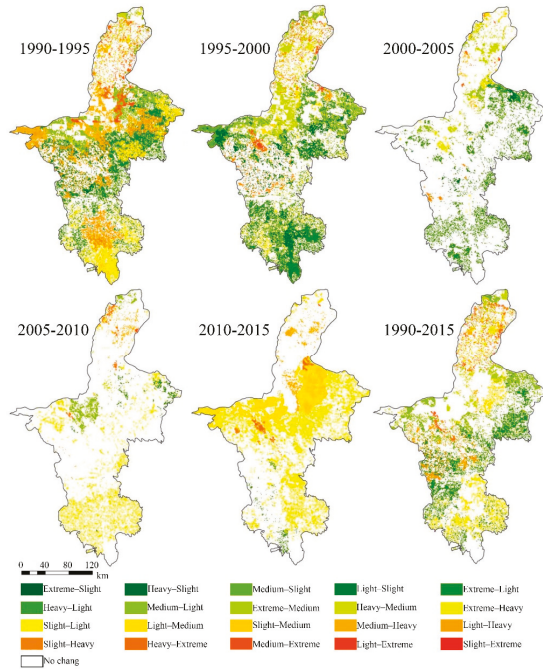 1990-1995 1995-2000 2000-2005
2005-2010 2010-2015 1990-2015
0 20 40 80 120
km
Extreme–Slight Heavy–Slight Medium–Slight Light–Slight Extreme–Light
Heavy–Light Medium–Light Extreme–Medium Heavy–Medium Extreme–Heavy
Slight–Light Light–Medium Slight–Medium Medium–Heavy Light–Heavy
Slight–Heavy Heavy–Extreme Medium–Extreme Light–Extreme Slight–Extreme
No chang